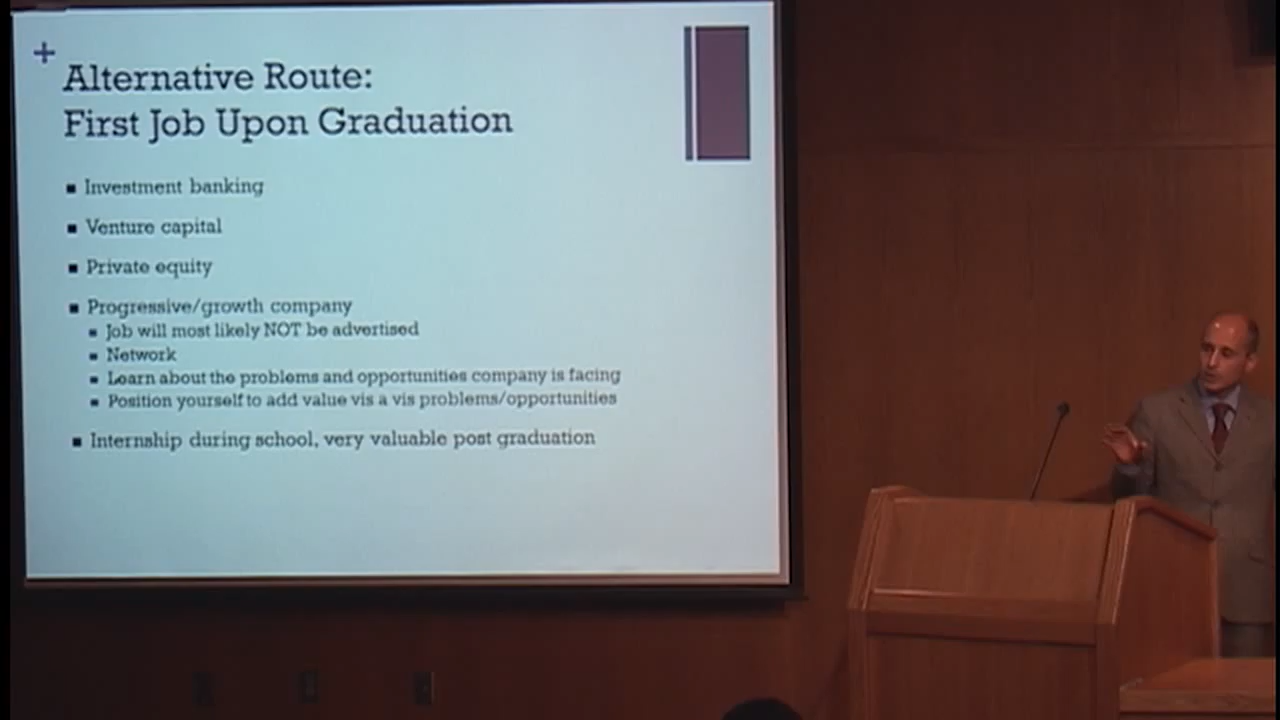 +
Alternative Route:
First Job Upon Graduation
Investment banking
Venture capital
Private equity
Progressive/growth company
Job will most likely NOT be advertised
Network
Learn about the problems and opportunities company is facing
Position yourself to add value vis a vis problems/opportunities
Internship during school, very valuable post graduation